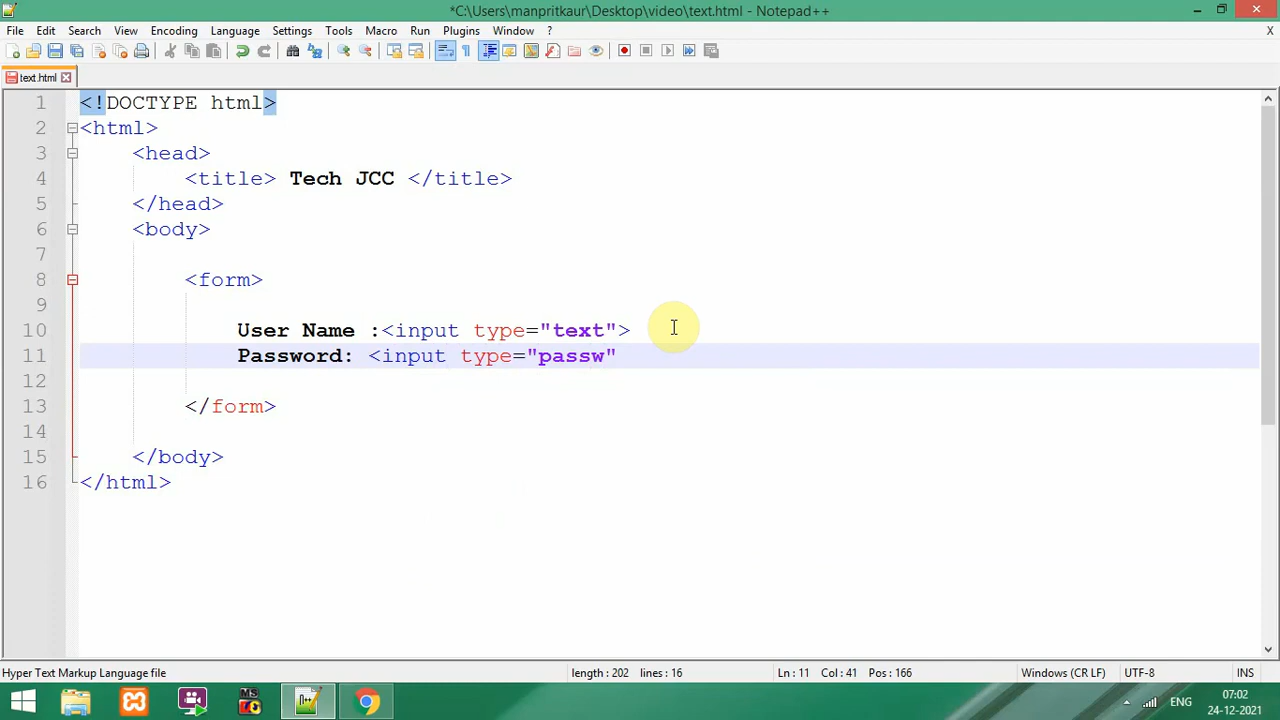 *C:\Users\manpritkaur\Desktop\video\text.html - Notepad++
File Edit Search View Encoding Language Settings Tools Macro Run Plugins Window ? X
text.html
1 <!DOCTYPE html>
2 <html>
3 <head>
4 <title> Tech JCC </title>
5 </head>
6 <body>
7
8 <form>
9
10 User Name :<input type="text">
11 Password: <input type="passw"
12
13 </form>
14
15 </body>
16 </html>
Hyper Text Markup Language file length : 202 lines : 16 Ln : 11 Col : 41 Pos : 166 Windows (CR LF) UTF-8 INS
MS
N++
ENG
07:02
24-12-2021